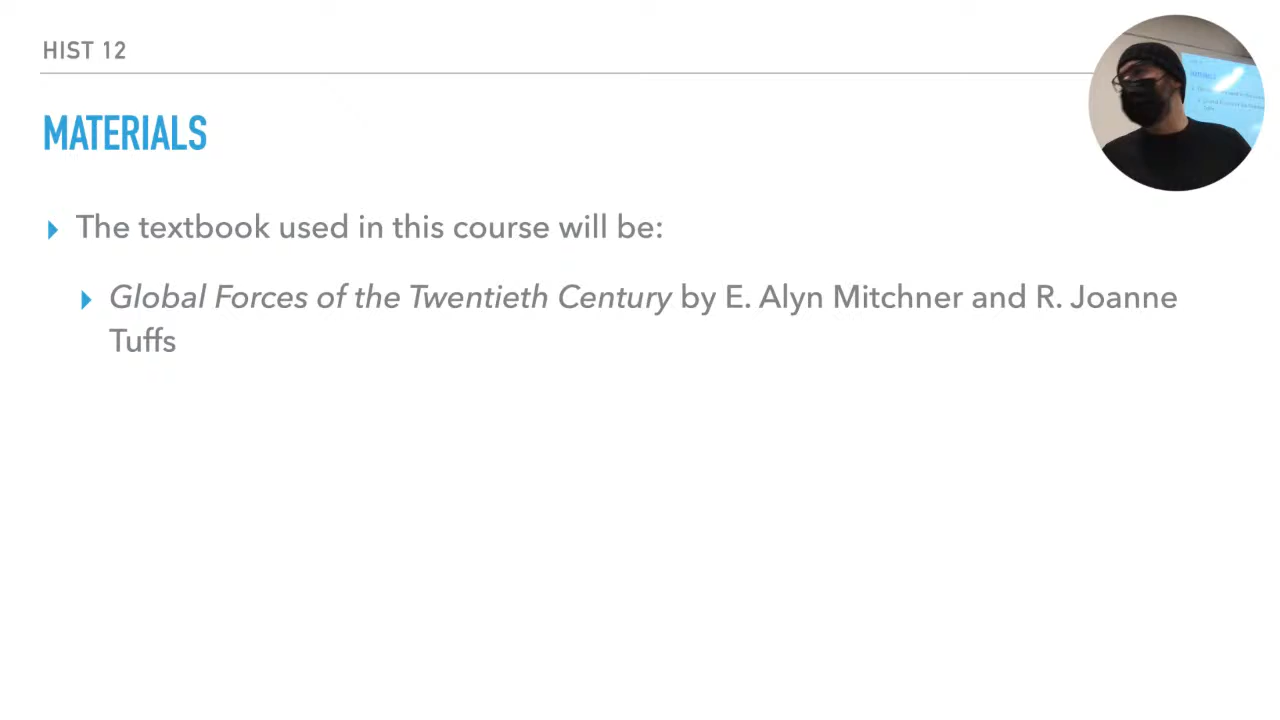 HIST 12
MATERIALS
▸ The textbook used in this course will be:
▸ Global Forces of the Twentieth Century by E. Alyn Mitchner and R. Joanne
Tuffs
MATERIALS